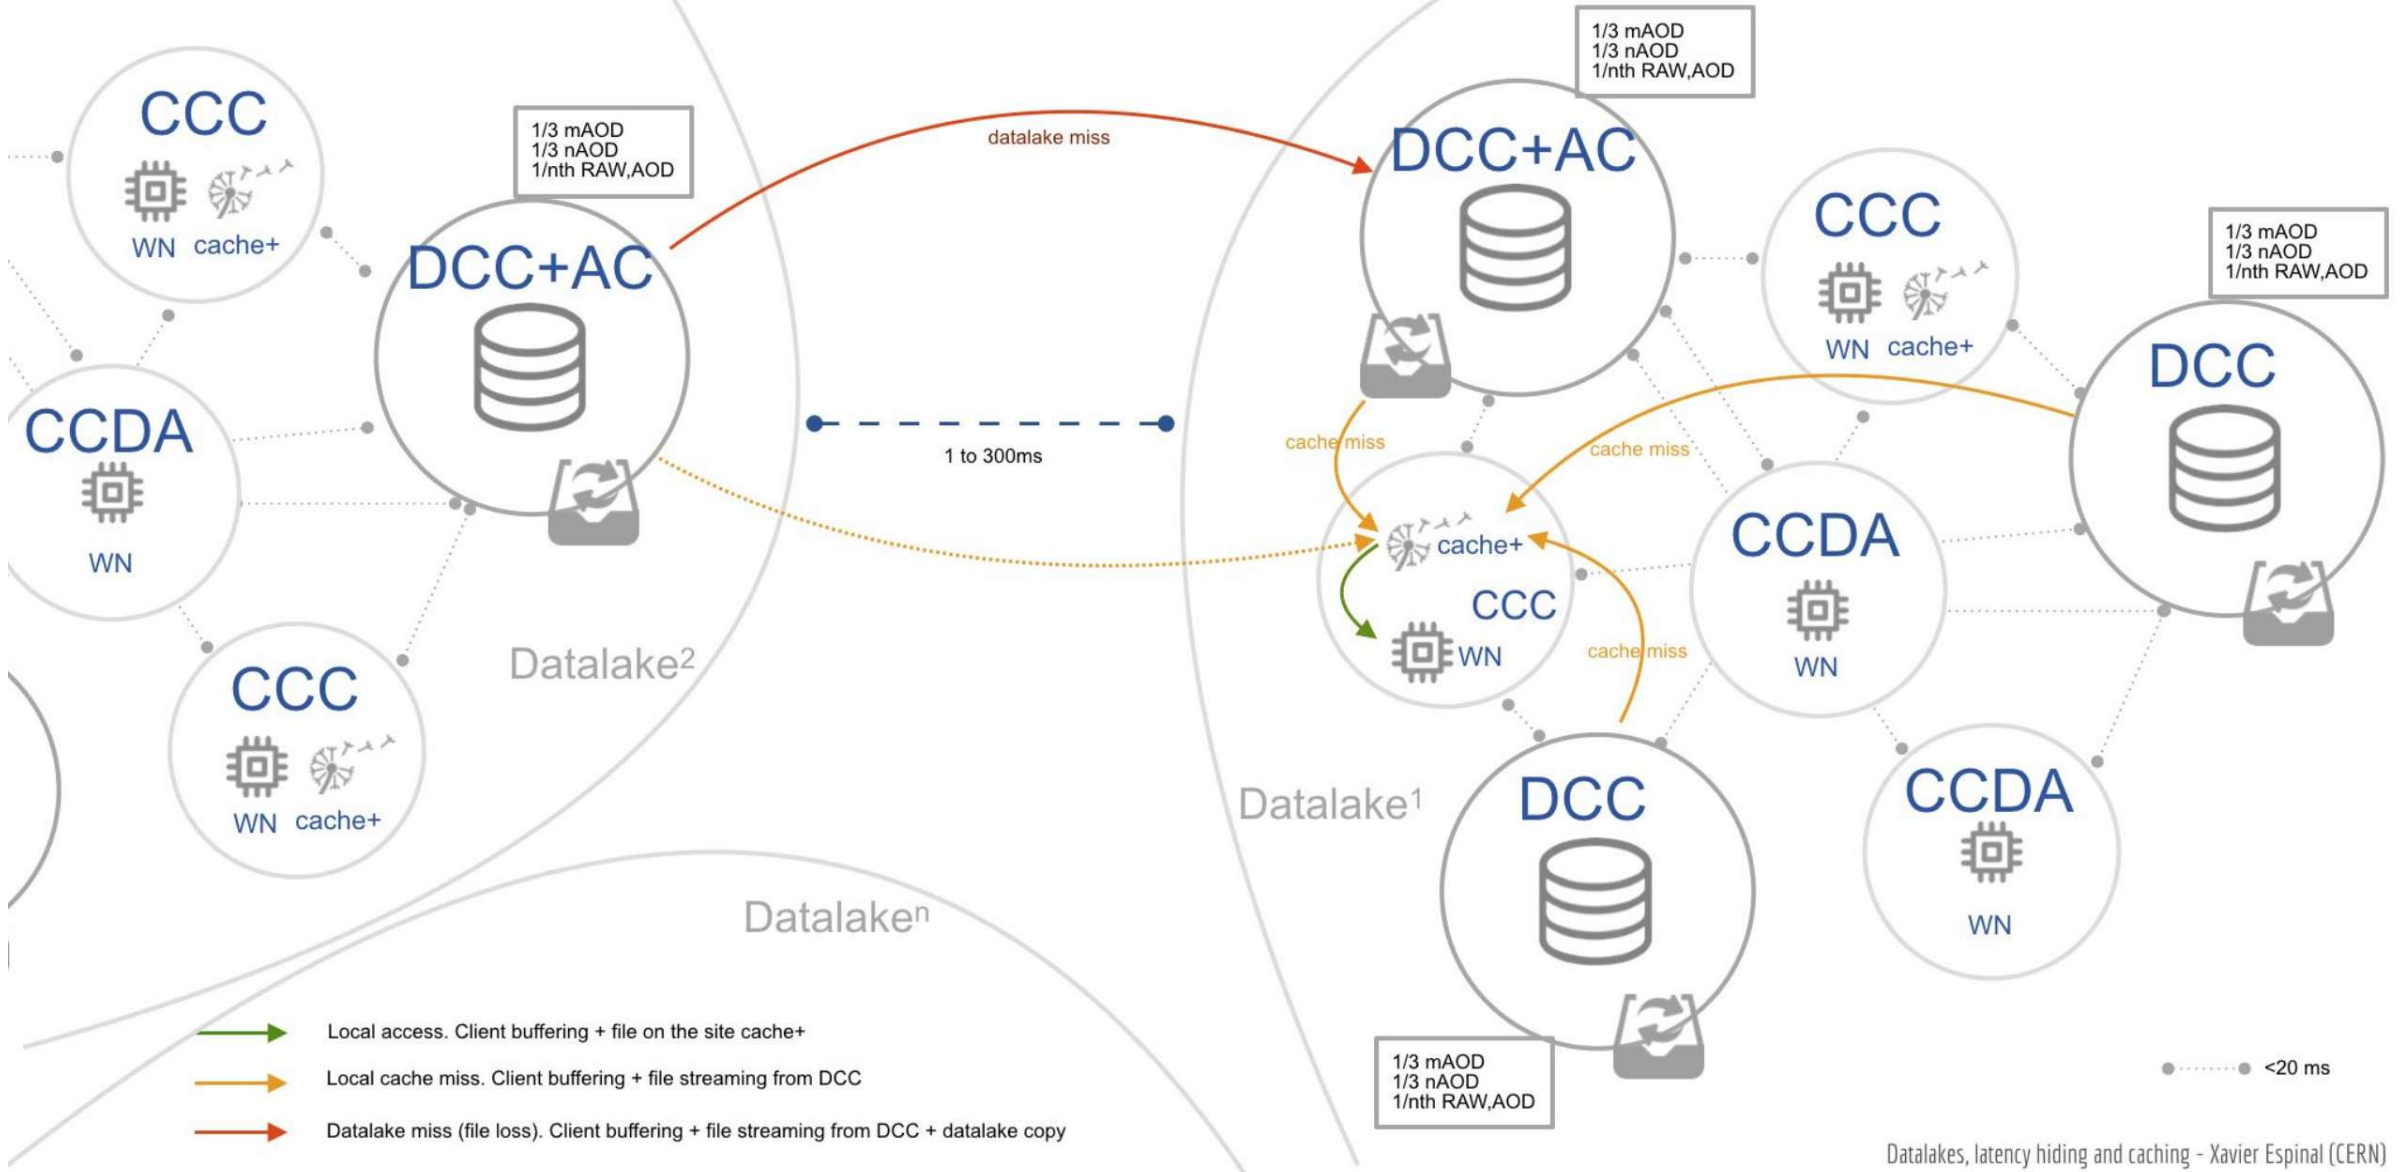 CCC
WN cache+
1/3 mAOD
1/3 nAOD
1/nth RAW,AOD
DCC+AC
CCDA
WN
CCC
WN cache+
Datalake2
datalake miss
1 to 300ms
1/3 mAOD
1/3 nAOD
1/nth RAW,AOD
DCC+AC
CCC
WN cache+
1/3 mAOD
1/3 nAOD
1/nth RAW,AOD
DCC
cache miss
cache miss
cache+
CCC
WN
cache miss
CCDA
WN
Datalake1
DCC
1/3 mAOD
1/3 nAOD
1/nth RAW,AOD
CCDA
WN
Datalaken
Local access. Client buffering + file on the site cache+
Local cache miss. Client buffering + file streaming from DCC
Datalake miss (file loss). Client buffering + file streaming from DCC + datalake copy
<20 ms
Datalakes, latency hiding and caching - Xavier Espinal (CERN)